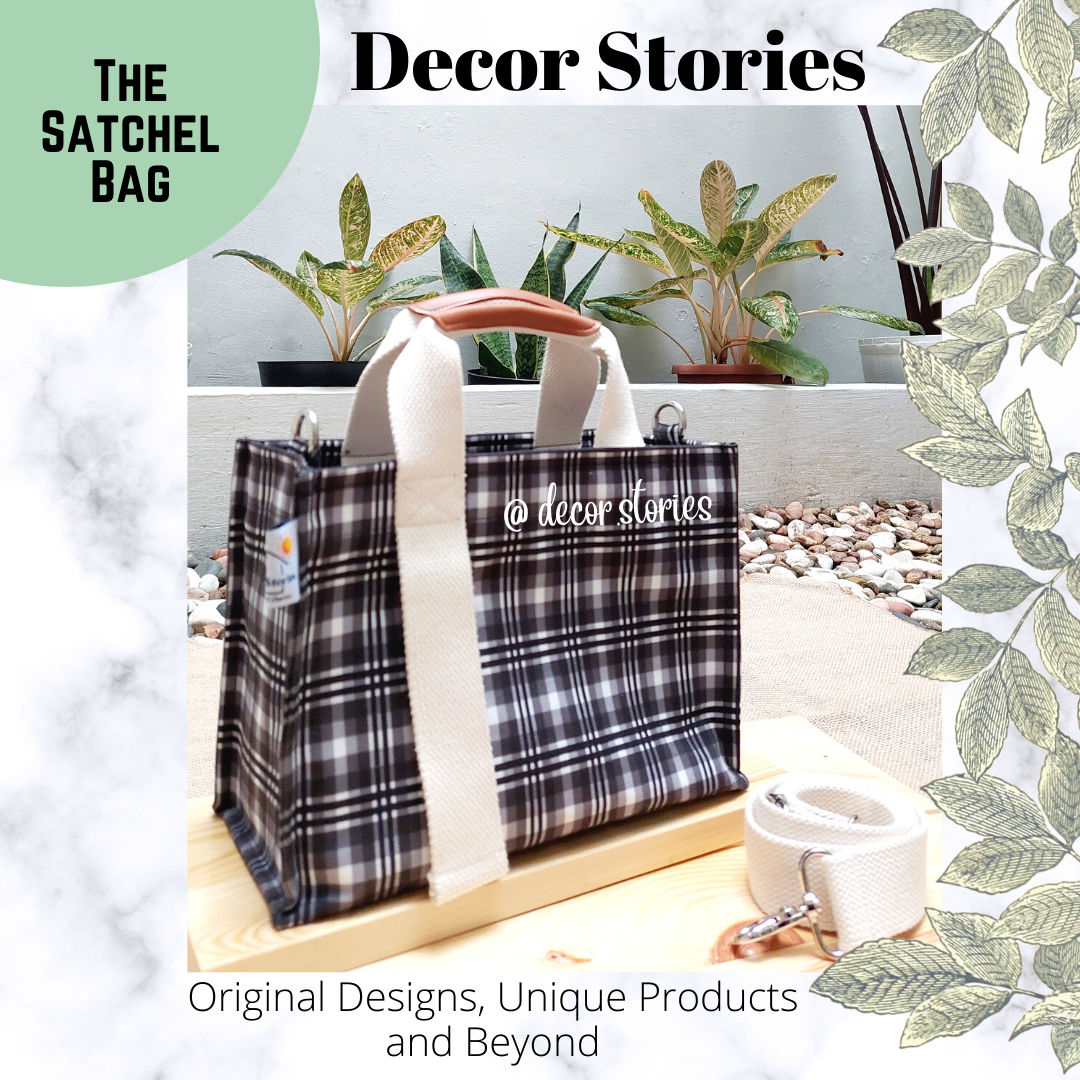 THE
SATCHEL
BAG
Decor Stories
@ decor stories
Original Designs, Unique Products
and Beyond